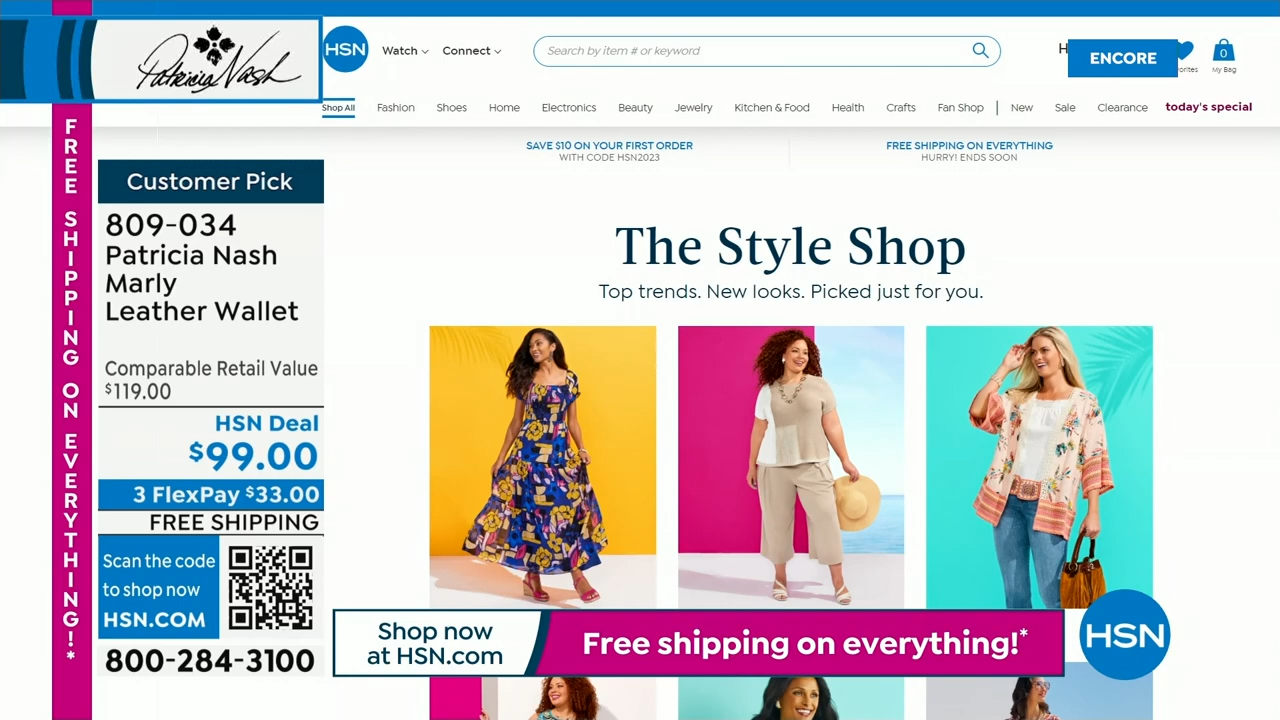 Patricia Nash
HSN
Watch
Connect
Search by item # or keyword
H
ENCORE
orites
0
My Bag
Shop All
Fashion
Shoes
Home
Electronics
Beauty
Jewelry
Kitchen & Food
Health
Crafts
Fan Shop
New
Sale
Clearance
today's special
SAVE $10 ON YOUR FIRST ORDER
WITH CODE HSN2023
FREE SHIPPING ON EVERYTHING
HURRY! ENDS SOON
FREE SHIPPING ON EVERYTHING!*
Customer Pick
809-034
Patricia Nash
Marly
Leather Wallet
Comparable Retail Value
$119.00
HSN Deal
$99.00
3 FlexPay $33.00
FREE SHIPPING
Scan the code
to shop now
HSN.COM
800-284-3100
The Style Shop
Top trends. New looks. Picked just for you.
Shop now
at HSN.com
Free shipping on everything!*
HSN